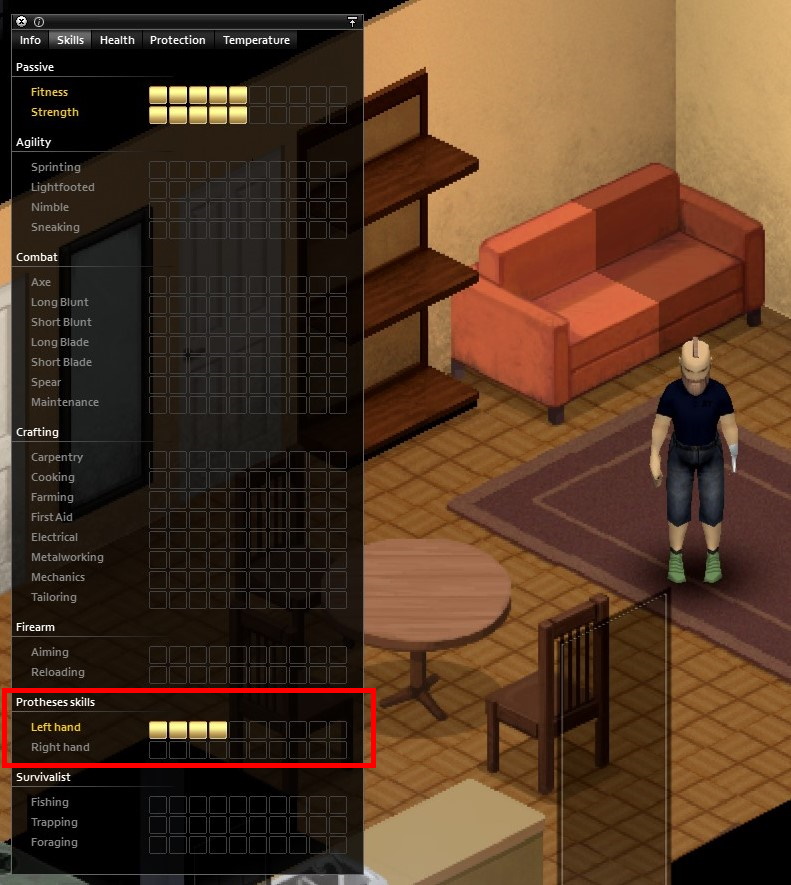 Info Skills Health Protection Temperature
Passive
Fitness
Strength
Agility
Sprinting
Lightfooted
Nimble
Sneaking
Combat
Axe
Long Blunt
Short Blunt
Long Blade
Short Blade
Spear
Maintenance
Crafting
Carpentry
Cooking
Farming
First Aid
Electrical
Metalworking
Mechanics
Tailoring
Firearm
Aiming
Reloading
Protheses skills
Left hand
Right hand
Survivalist
Fishing
Trapping
Foraging